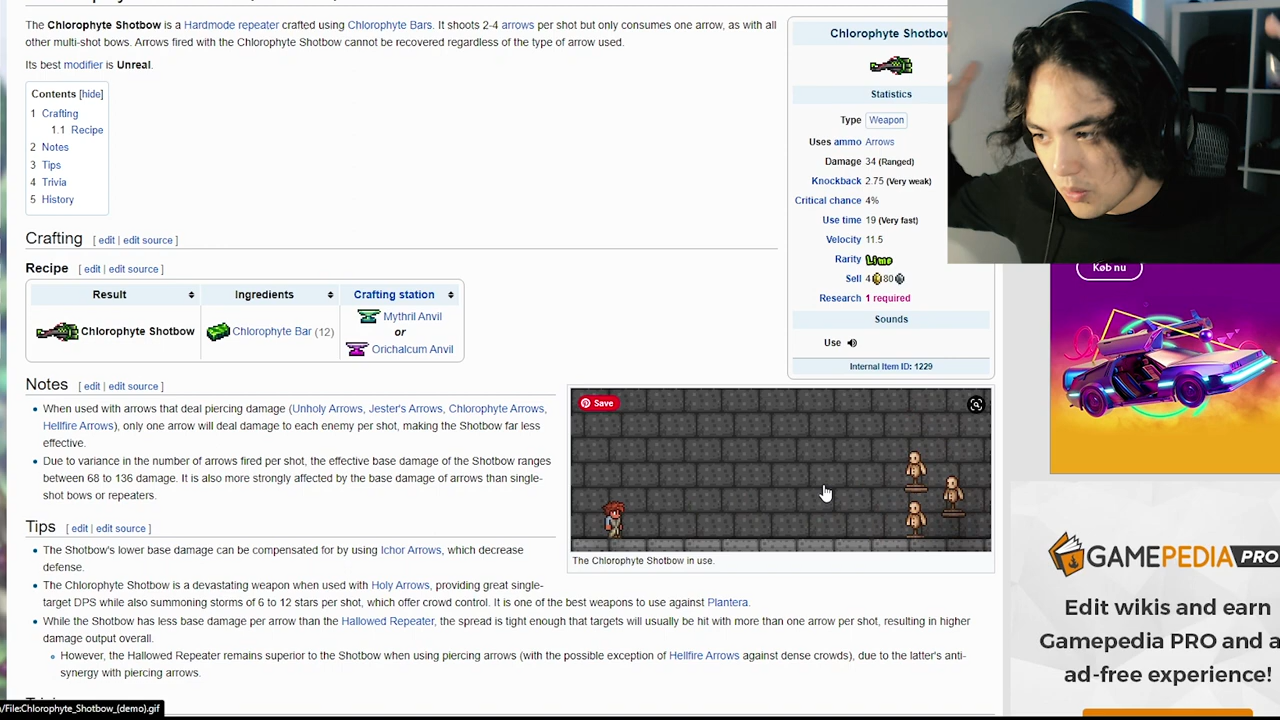 The Chlorophyte Shotbow is a Hardmode repeater crafted using Chlorophyte Bars. It shoots 2-4 arrows per shot but only consumes one arrow, as with all
other multi-shot bows. Arrows fired with the Chlorophyte Shotbow cannot be recovered regardless of the type of arrow used.
Its best modifier is Unreal.
Contents [hide]
1 Crafting
1.1 Recipe
2 Notes
3 Tips
4 Trivia
5 History
Crafting [ edit | edit source ]
Recipe [ edit | edit source ]
Result Ingredients Crafting station
Chlorophyte Shotbow Chlorophyte Bar (12) Mythril Anvil
or
Orichalcum Anvil
Notes [ edit | edit source ]
• When used with arrows that deal piercing damage (Unholy Arrows, Jester's Arrows, Chlorophyte Arrows,
Hellfire Arrows), only one arrow will deal damage to each enemy per shot, making the Shotbow far less
effective.
• Due to variance in the number of arrows fired per shot, the effective base damage of the Shotbow ranges
between 68 to 136 damage. It is also more strongly affected by the base damage of arrows than single-
shot bows or repeaters.
Tips [ edit | edit source ]
• The Shotbow's lower base damage can be compensated for by using Ichor Arrows, which decrease
defense.
• The Chlorophyte Shotbow is a devastating weapon when used with Holy Arrows, providing great single-
target DPS while also summoning storms of 6 to 12 stars per shot, which offer crowd control. It is one of the best weapons to use against Plantera.
• While the Shotbow has less base damage per arrow than the Hallowed Repeater, the spread is tight enough that targets will usually be hit with more than one arrow per shot, resulting in higher
damage output overall.
• However, the Hallowed Repeater remains superior to the Shotbow when using piercing arrows (with the possible exception of Hellfire Arrows against dense crowds), due to the latter's anti-
synergy with piercing arrows.
/File:Chlorophyte_Shotbow_(demo).gif
Chlorophyte Shotbow
Statistics
Type Weapon
Uses ammo Arrows
Damage 34 (Ranged)
Knockback 2.75 (Very weak)
Critical chance 4%
Use time 19 (Very fast)
Velocity 11.5
Rarity Lime
Sell 4 80
Research 1 required
Sounds
Use
Internal Item ID: 1229
Save
The Chlorophyte Shotbow in use.
Køb nu
GAMEPEDIA PRO
Edit wikis and earn
Gamepedia PRO and a
ad-free experience!